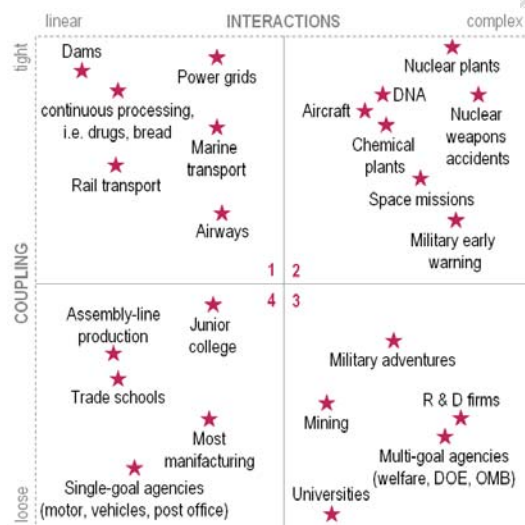 linear INTERACTIONS complex
tight
COUPLING
loose
Dams
Power grids
continuous processing,
i.e. drugs, bread
Marine
transport
Rail transport
Airways
1
Nuclear plants
DNA
Aircraft
Nuclear
weapons
accidents
Chemical
plants
Space missions
Military early
warning
2
4
Assembly-line
production
Junior
college
Trade schools
Most
manifacturing
Single-goal agencies
(motor, vehicles, post office)
3
Military adventures
R & D firms
Mining
Multi-goal agencies
(welfare, DOE, OMB)
Universities